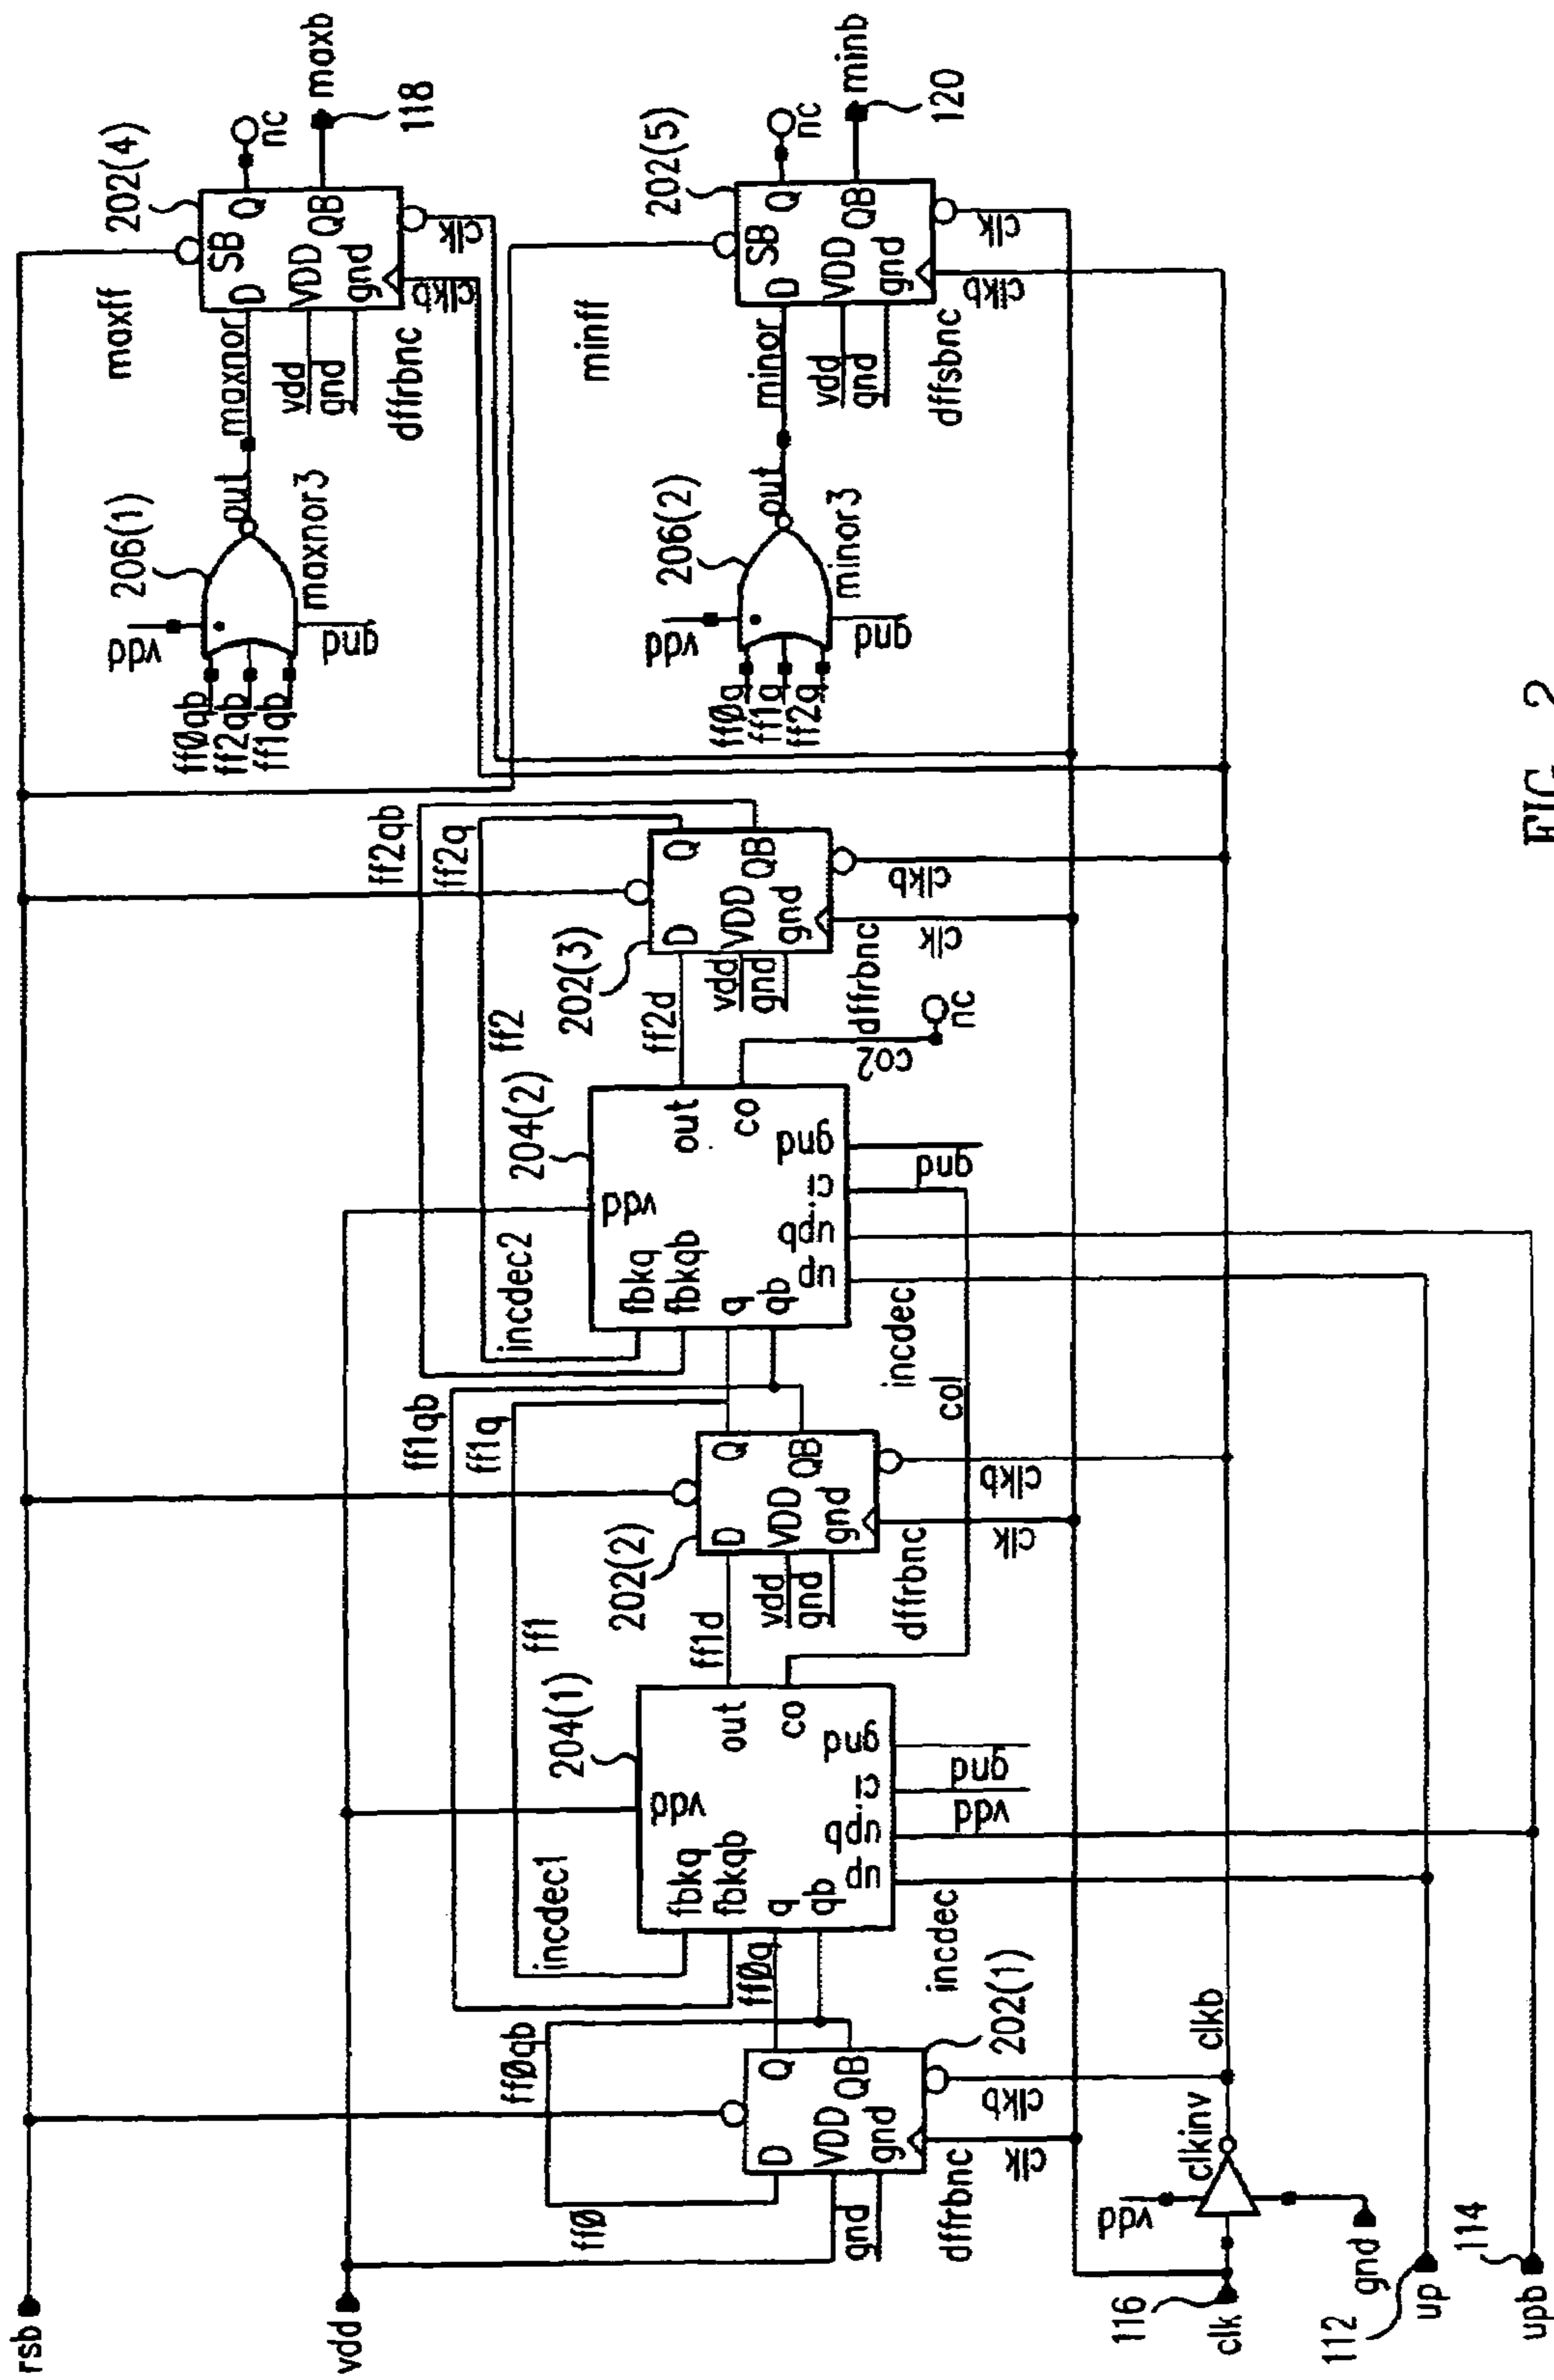 rsb
vdd
116
clk
112
up
114
upb
gnd
vdd
clkinv
clkb
ff0
ff0qb
D
Q
VDD
QB
gnd
gnd
202(1)
dffrbnc
clk
clkb
ff0q
incdec1
204(1)
vdd
fbkq
fbkqb
q
qb
out
co
up
upb
ci
gnd
vdd
gnd
incdec
ff1d
ff1
ff1qb
ff1q
202(2)
D
Q
VDD
QB
gnd
vdd
gnd
dffrbnc
clk
clkb
col
incdec2
204(2)
vdd
fbkq
fbkqb
q
qb
out
co
up
upb
ci
gnd
gnd
incdec
ff2d
co2
nc
ff2
ff2qb
ff2q
202(3)
D
Q
VDD
QB
gnd
vdd
gnd
dffrbnc
clk
clkb
ff0qb
ff2qb
ff1qb
vdd
gnd
206(1)
out
maxnor3
maxnor
maxff
202(4)
SB
D
Q
VDD
QB
gnd
vdd
gnd
dffrbnc
clkb
clk
nc
maxb
118
ff0q
ff1q
ff2q
vdd
gnd
206(2)
out
minor3
minor
minff
202(5)
SB
D
Q
VDD
QB
gnd
vdd
gnd
dffsbnc
clkb
clk
nc
minb
120
FIG. 2